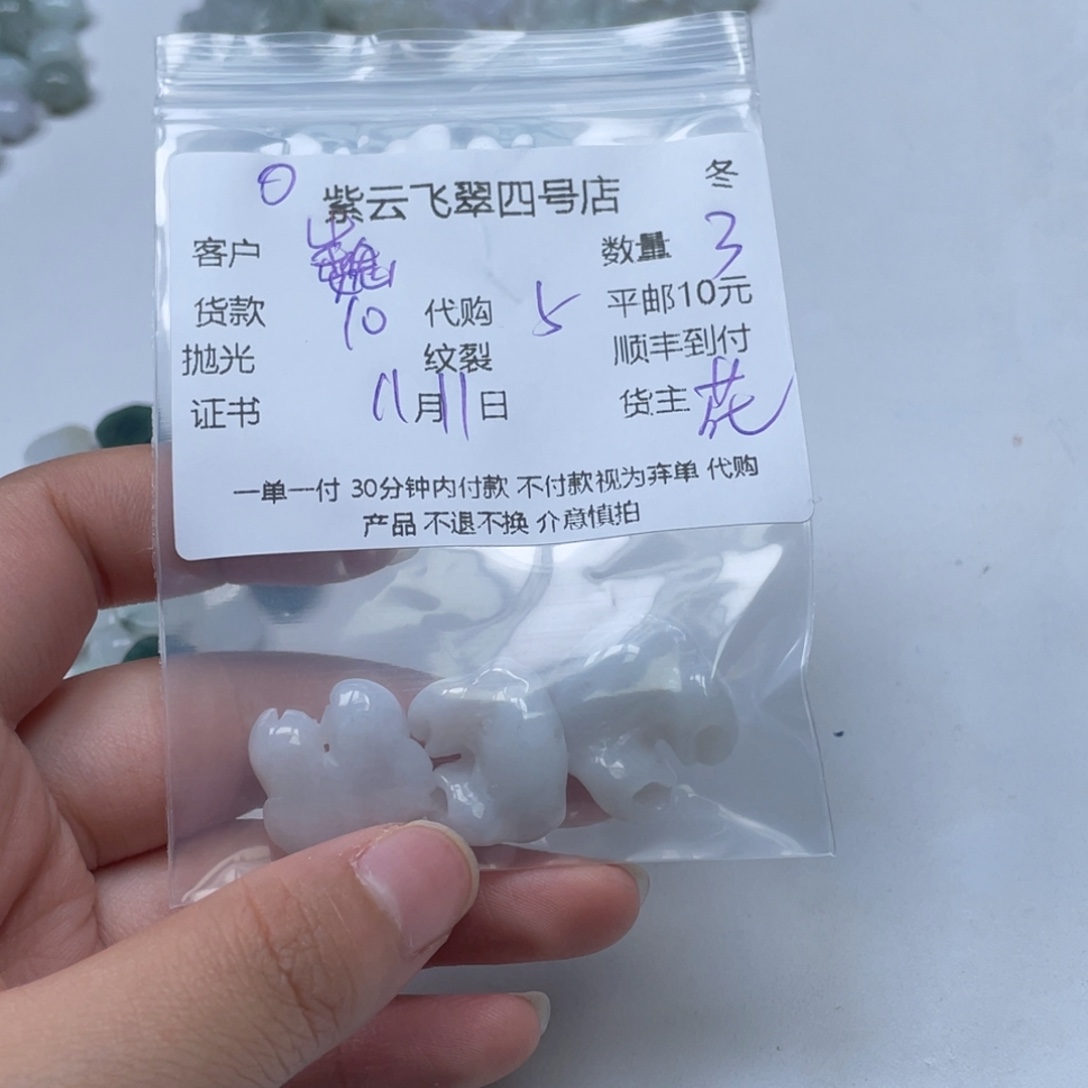 0 紫云飞翠四号店 冬
客户 数量 3
货款 10 代购 5 平邮10元
抛光 纹裂 顺丰到付
证书 11月11日 货主 花
一单一付 30分钟内付款 不付款视为弃单 代购
产品 不退不换 介意慎拍